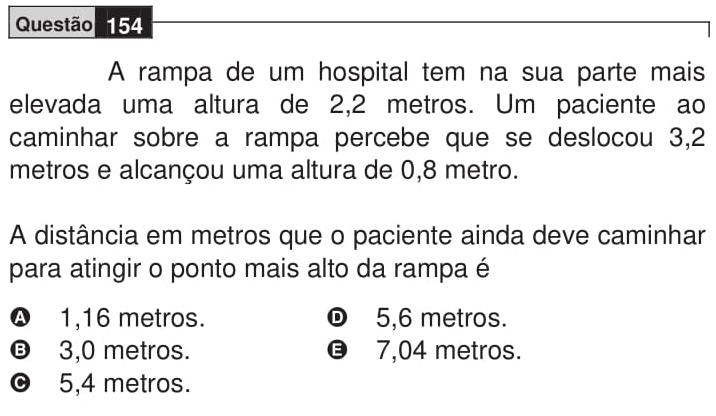 Questão 154
A rampa de um hospital tem na sua parte mais
elevada uma altura de 2,2 metros. Um paciente ao
caminhar sobre a rampa percebe que se deslocou 3,2
metros e alcançou uma altura de 0,8 metro.
A distância em metros que o paciente ainda deve caminhar
para atingir o ponto mais alto da rampa é
A 1,16 metros.
B 3,0 metros.
C 5,4 metros.
D 5,6 metros.
E 7,04 metros.